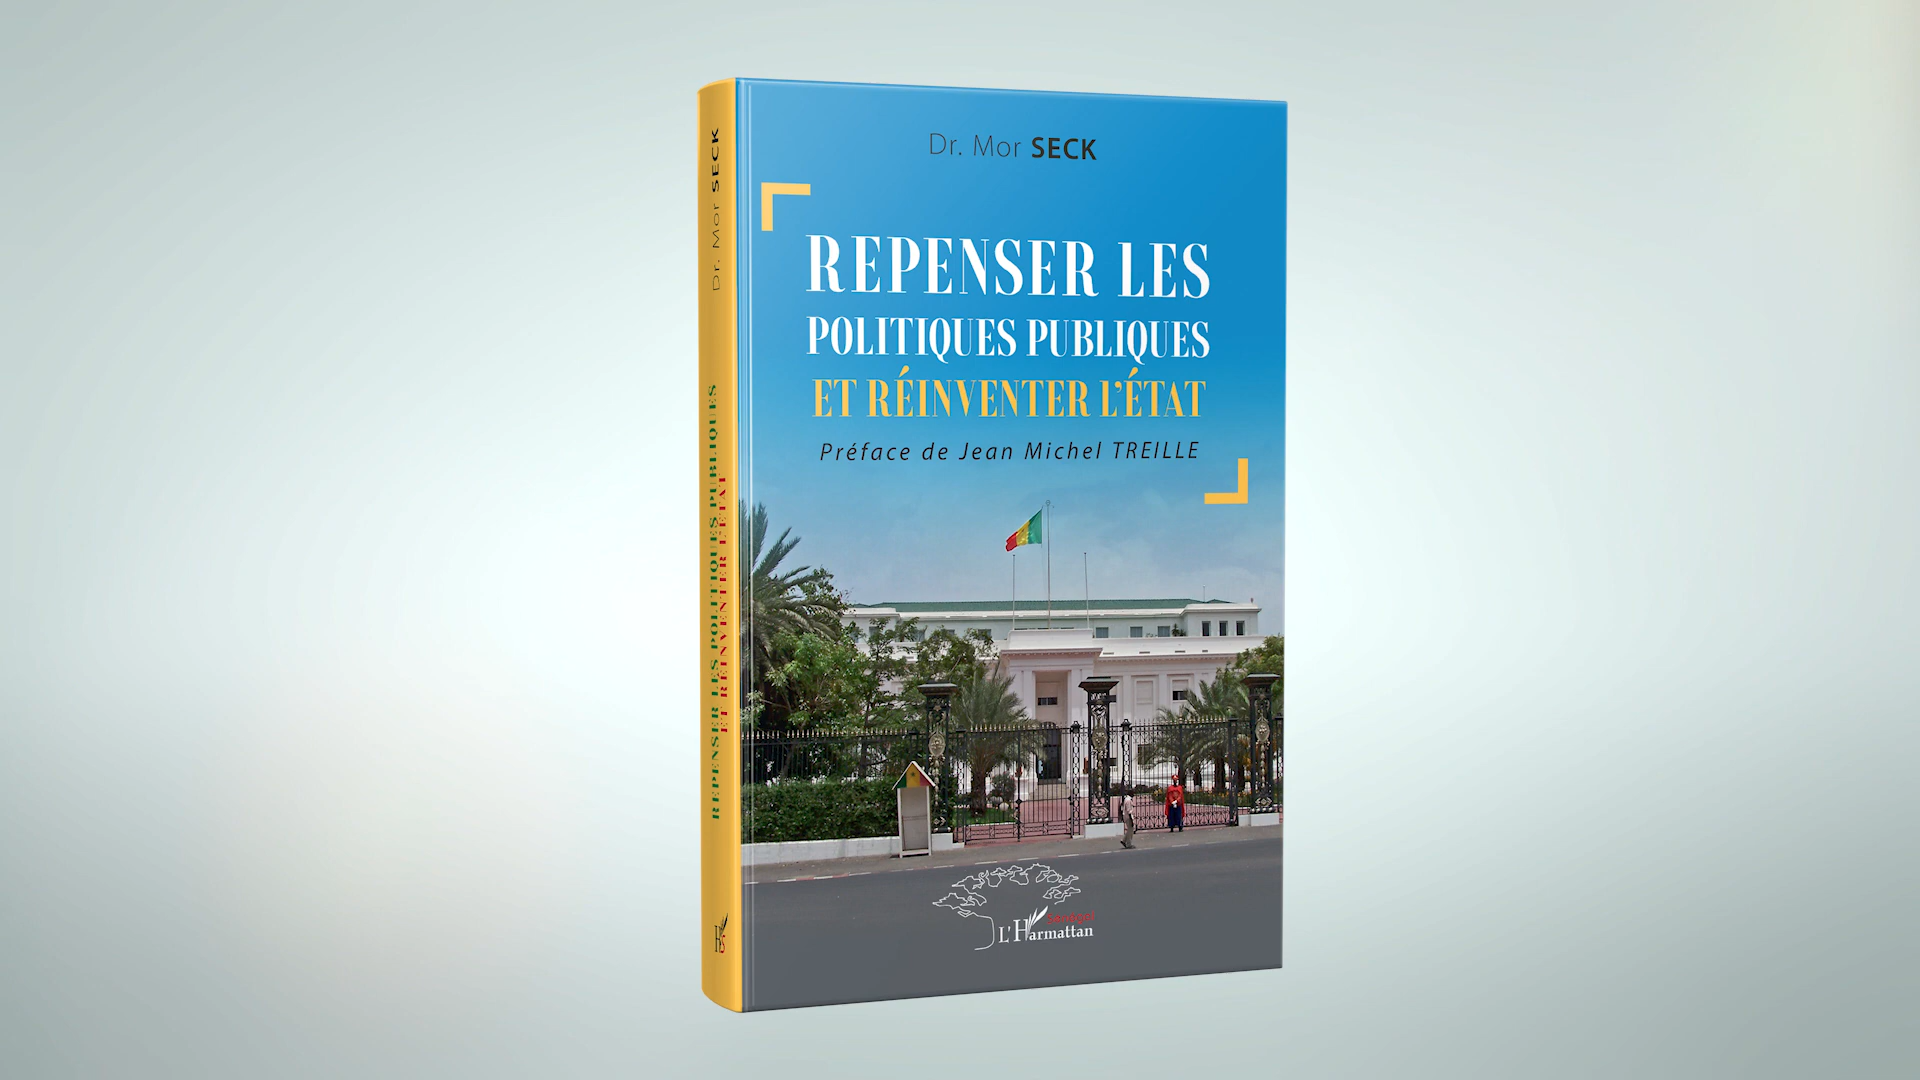 Dr. Mor SECK
REPENSER LES
POLITIQUES PUBLIQUES
ET RÉINVENTER L'ÉTAT
Préface de Jean Michel TREILLE
Sénégal
L'Harmattan
Dr. Mor SECK
REPENSER LES POLITIQUES PUBLIQUES
ET RÉINVENTER L'ÉTAT
HS